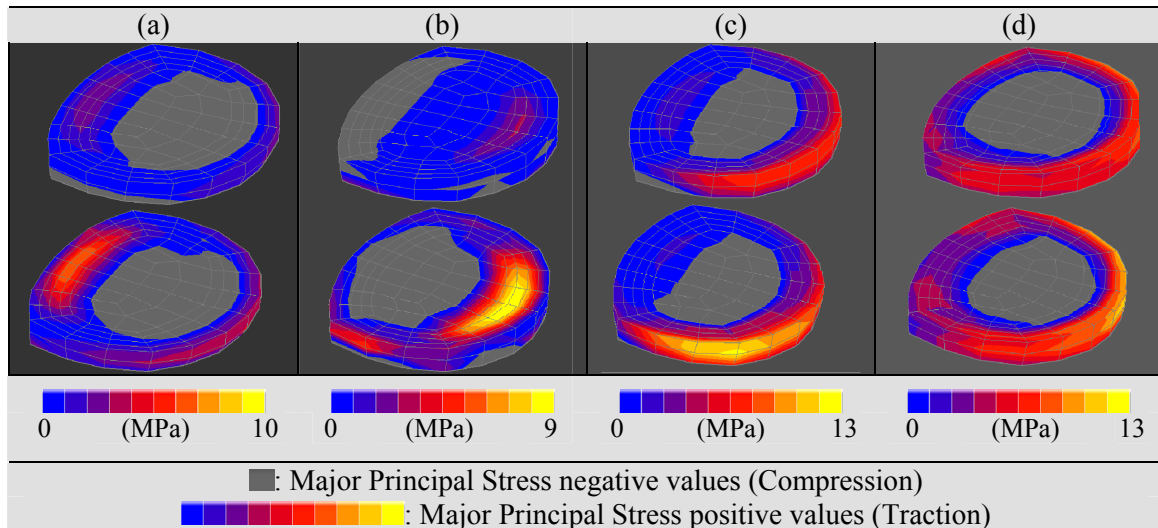 (a) (b) (c) (d)
0 (MPa) 10 0 (MPa) 9 0 (MPa) 13 0 (MPa) 13
: Major Principal Stress negative values (Compression)
: Major Principal Stress positive values (Traction)